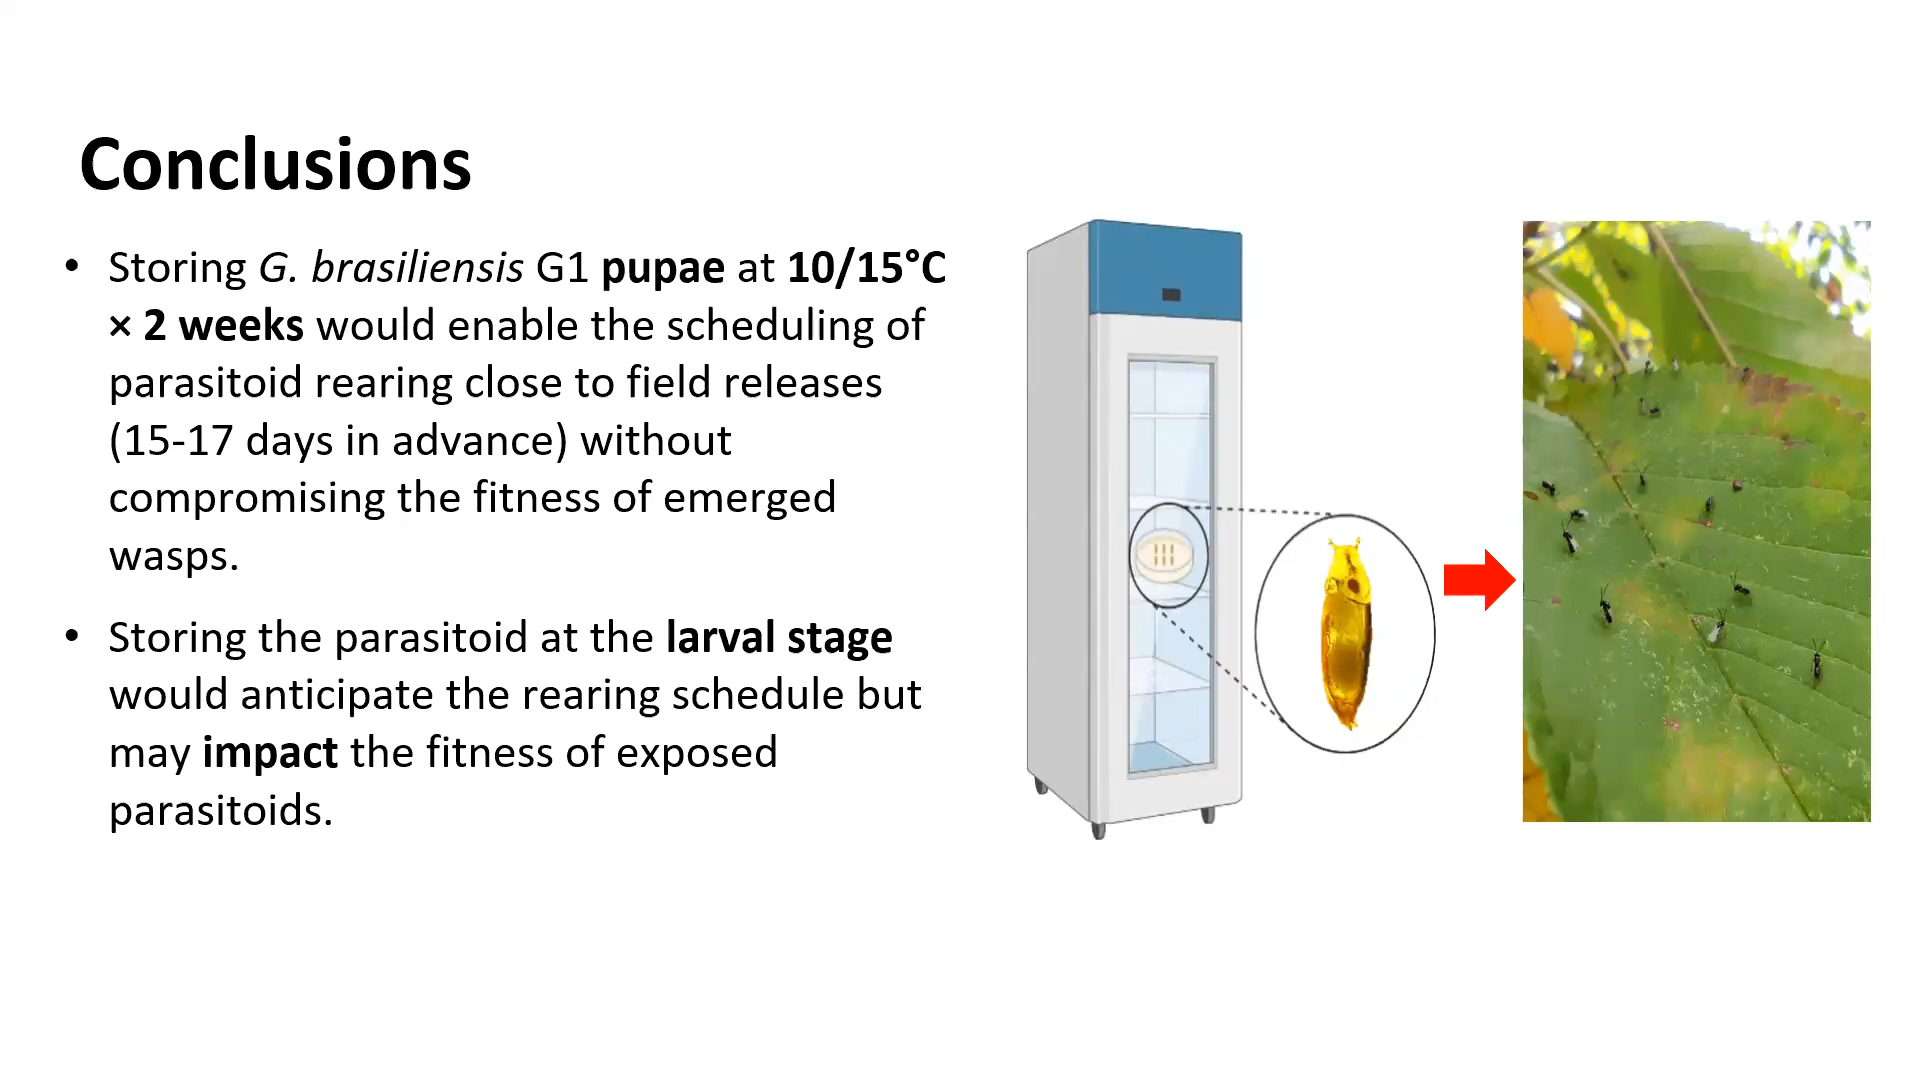 Conclusions
• Storing G. brasiliensis G1 pupae at 10/15°C
× 2 weeks would enable the scheduling of
parasitoid rearing close to field releases
(15-17 days in advance) without
compromising the fitness of emerged
wasps.
• Storing the parasitoid at the larval stage
would anticipate the rearing schedule but
may impact the fitness of exposed
parasitoids.